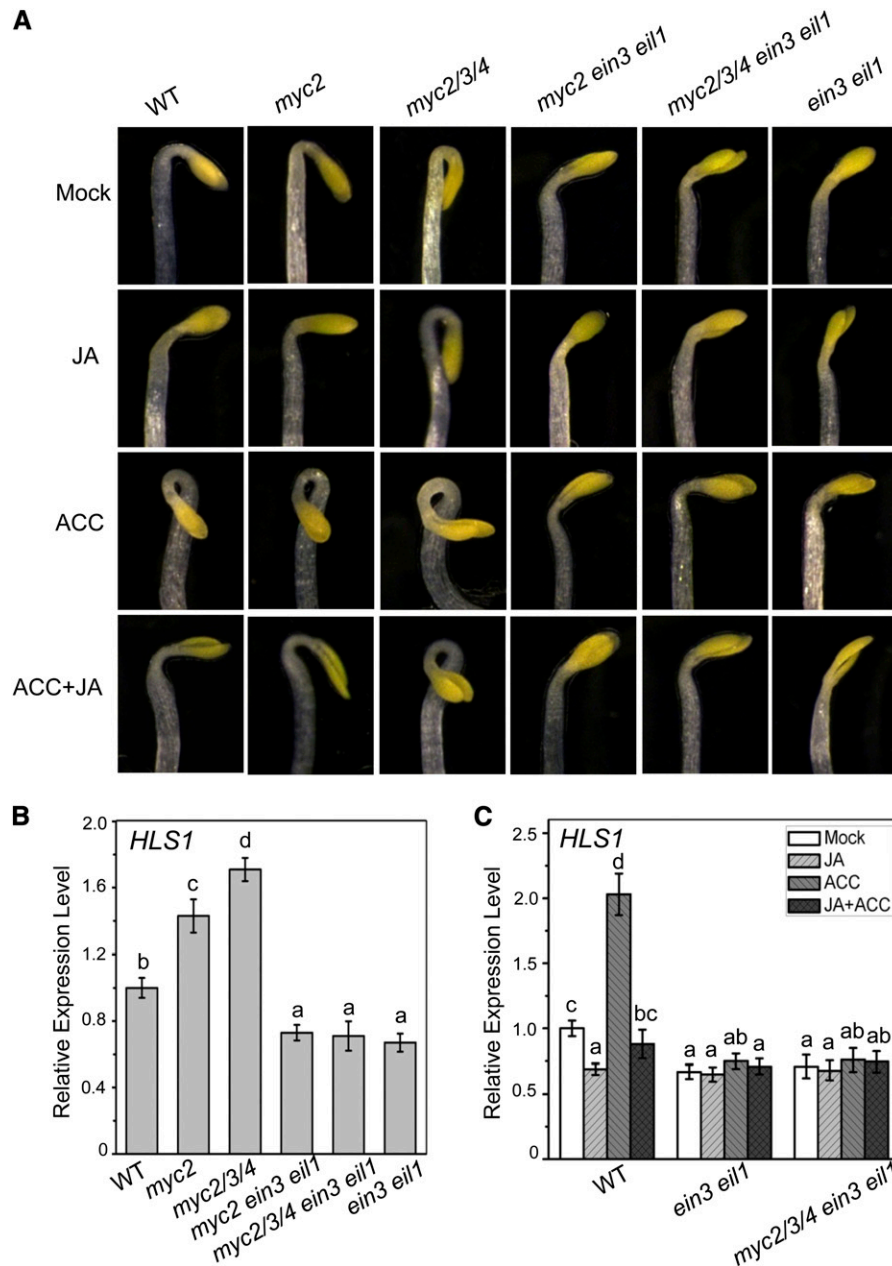 A
WT
myc2
myc2/3/4
myc2 ein3 eil1
myc2/3/4 ein3 eil1
ein3 eil1
Mock
JA
ACC
ACC+JA
B
HLS1
Relative Expression Level
2.0
1.6
1.2
0.8
0.4
0
b
c
d
a
a
a
WT
myc2
myc2/3/4
myc2 ein3 eil1
myc2/3/4 ein3 eil1
ein3 eil1
C
HLS1
Relative Expression Level
2.5
2.0
1.5
1.0
0.5
0
Mock
JA
ACC
JA+ACC
c
a
d
bc
a
a
ab
a
a
a
ab
ab
WT
ein3 eil1
myc2/3/4 ein3 eil1